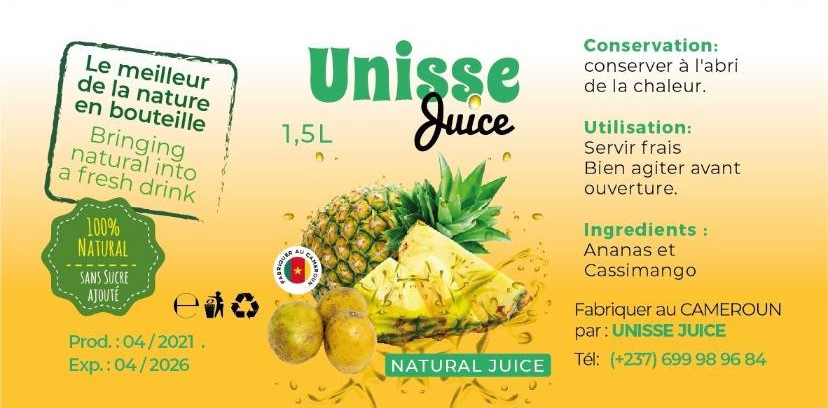 Le meilleur
de la nature
en bouteille
Bringing
natural into
a fresh drink
100%
NATURAL
SANS SUCRE
AJOUTÉ
e
Prod. : 04 / 2021 .
Exp. : 04 / 2026
Unisse
Juice
1,5L
FABRIQUER AU CAMEROUN
NATURAL JUICE
Conservation:
conserver à l'abri
de la chaleur.
Utilisation:
Servir frais
Bien agiter avant
ouverture.
Ingredients :
Ananas et
Cassimango
Fabriquer au CAMEROUN
par : UNISSE JUICE
Tél: (+237) 699 98 96 84